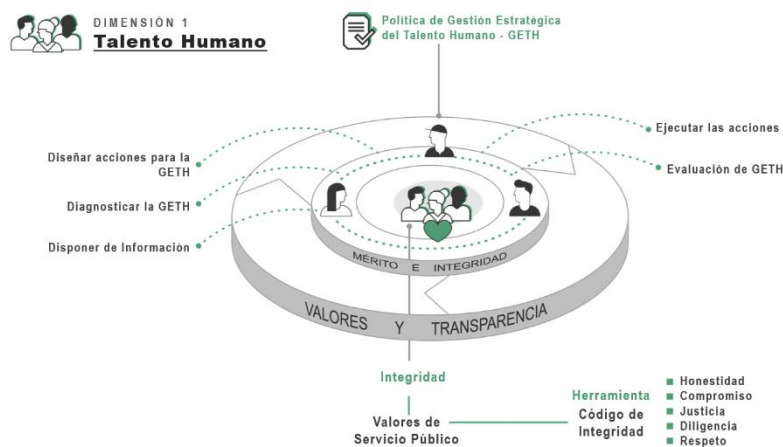 DIMENSIÓN 1
Talento Humano
Política de Gestión Estratégica
del Talento Humano - GETH
Ejecutar las acciones
Diseñar acciones para la
GETH
Evaluación de GETH
Diagnosticar la GETH
Disponer de Información
MÉRITO E INTEGRIDAD
VALORES Y TRANSPARENCIA
Integridad
Valores de
Servicio Público
Herramienta
Código de
Integridad
Honestidad
Compromiso
Justicia
Diligencia
Respeto